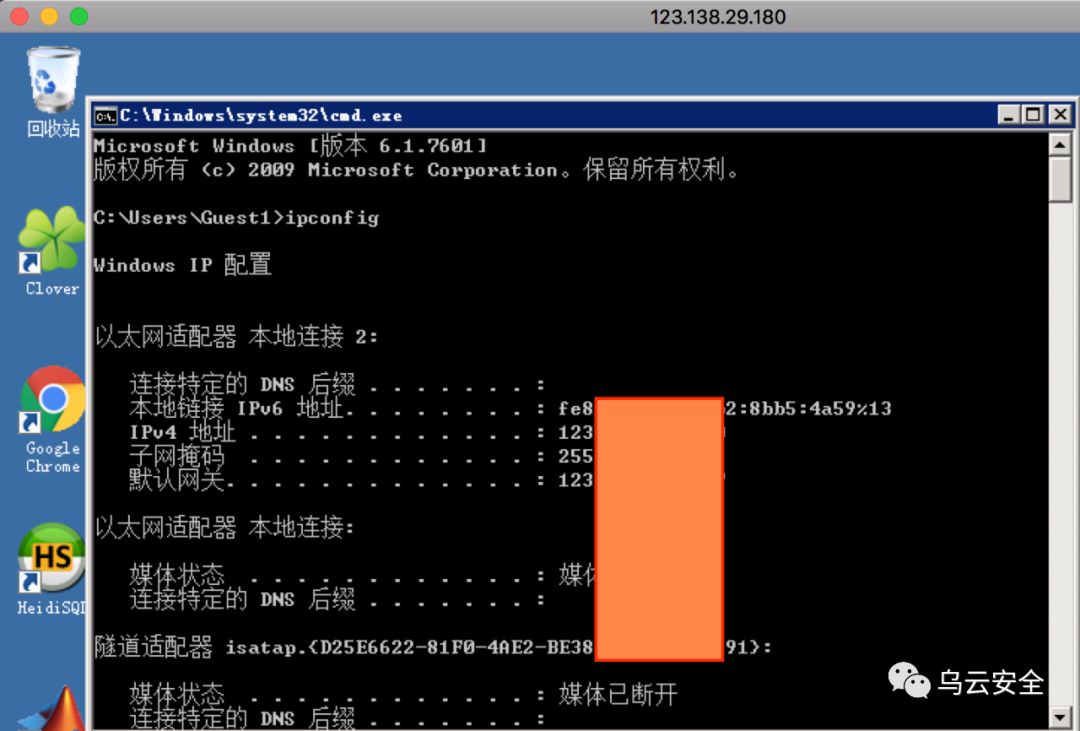 123.138.29.180
回收站
C:\Windows\system32\cmd.exe
Microsoft Windows [版本 6.1.7601]
版权所有 (c) 2009 Microsoft Corporation。保留所有权利。
C:\Users\Guest1>ipconfig
Windows IP 配置
Clover
以太网适配器 本地连接 2:
连接特定的 DNS 后缀 . . . . . . . :
本地链接 IPv6 地址. . . . . . . . : fe8 2:8bb5:4a59%13
IPv4 地址 . . . . . . . . . . . . : 123
子网掩码 . . . . . . . . . . . . : 255
默认网关. . . . . . . . . . . . . : 123
Google
Chrome
以太网适配器 本地连接:
媒体状态 . . . . . . . . . . . . : 媒体
连接特定的 DNS 后缀 . . . . . . . :
HS
HeidiSQL
隧道适配器 isatap.{D25E6622-81F0-4AE2-BE38 91}:
媒体状态 . . . . . . . . . . . . : 媒体已断开
连接特定的 DNS 后缀 . . . . . . . :
乌云安全